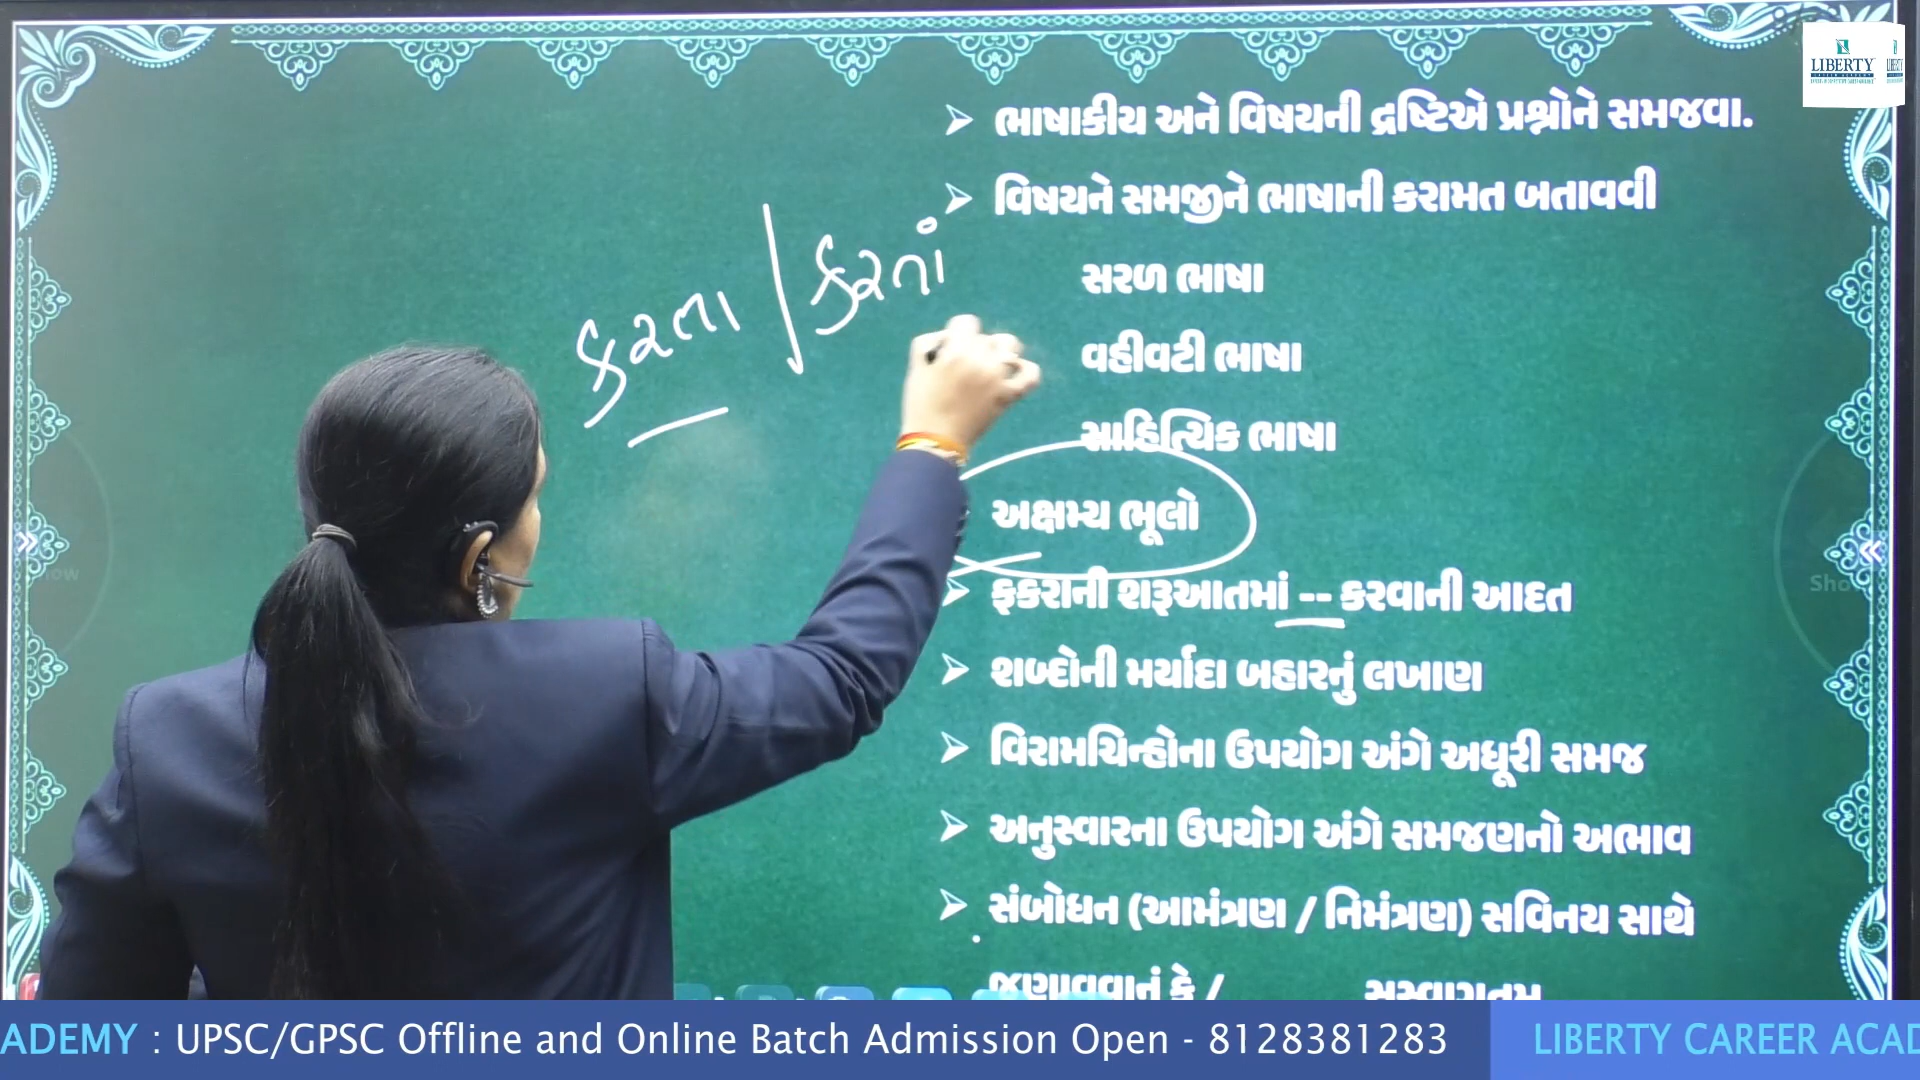 LIBERTY
ભાષાકીય અને વિષયની દ્રષ્ટિએ પ્રશ્નોને સમજવા.
વિષયને સમજીને ભાષાની કરામત બતાવવી
કરતા / કરતાં
સરળ ભાષા
વહીવટી ભાષા
સાહિત્યિક ભાષા
અક્ષમ્ય ભૂલો
ફકરાની શરૂઆતમાં -- કરવાની આદત
શબ્દોની મર્યાદા બહારનું લખાણ
વિરામચિન્હોના ઉપયોગ અંગે અધૂરી સમજ
અનુસ્વારના ઉપયોગ અંગે સમજણનો અભાવ
સંબોધન (આમંત્રણ / નિમંત્રણ) સવિનય સાથે
જણાવવાનું કે /
ADEMY : UPSC/GPSC Offline and Online Batch Admission Open - 8128381283 LIBERTY CAREER ACAD